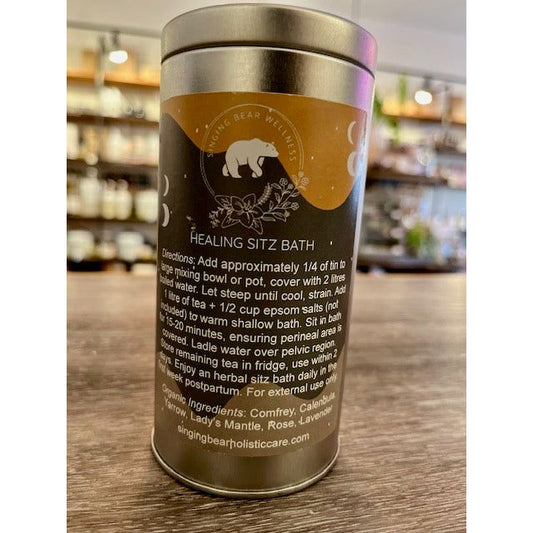 SINGING BEAR WELLNESS
HEALING SITZ BATH
Directions: Add approximately 1/4 of tin to
large mixing bowl or pot, cover with 2 litres
boiled water. Let steep until cool, strain. Add
1 litre of tea + 1/2 cup epsom salts (not
included) to warm shallow bath. Sit in bath
for 15-20 minutes, ensuring perineal area is
covered. Ladle water over pelvic region.
Store remaining tea in fridge, use within 2
days. Enjoy an herbal sitz bath daily in the
week postpartum. For external use only.
Organic Ingredients: Comfrey, Calendula,
Yarrow, Lady's Mantle, Rose, Lavender
singingbearholisticcare.com